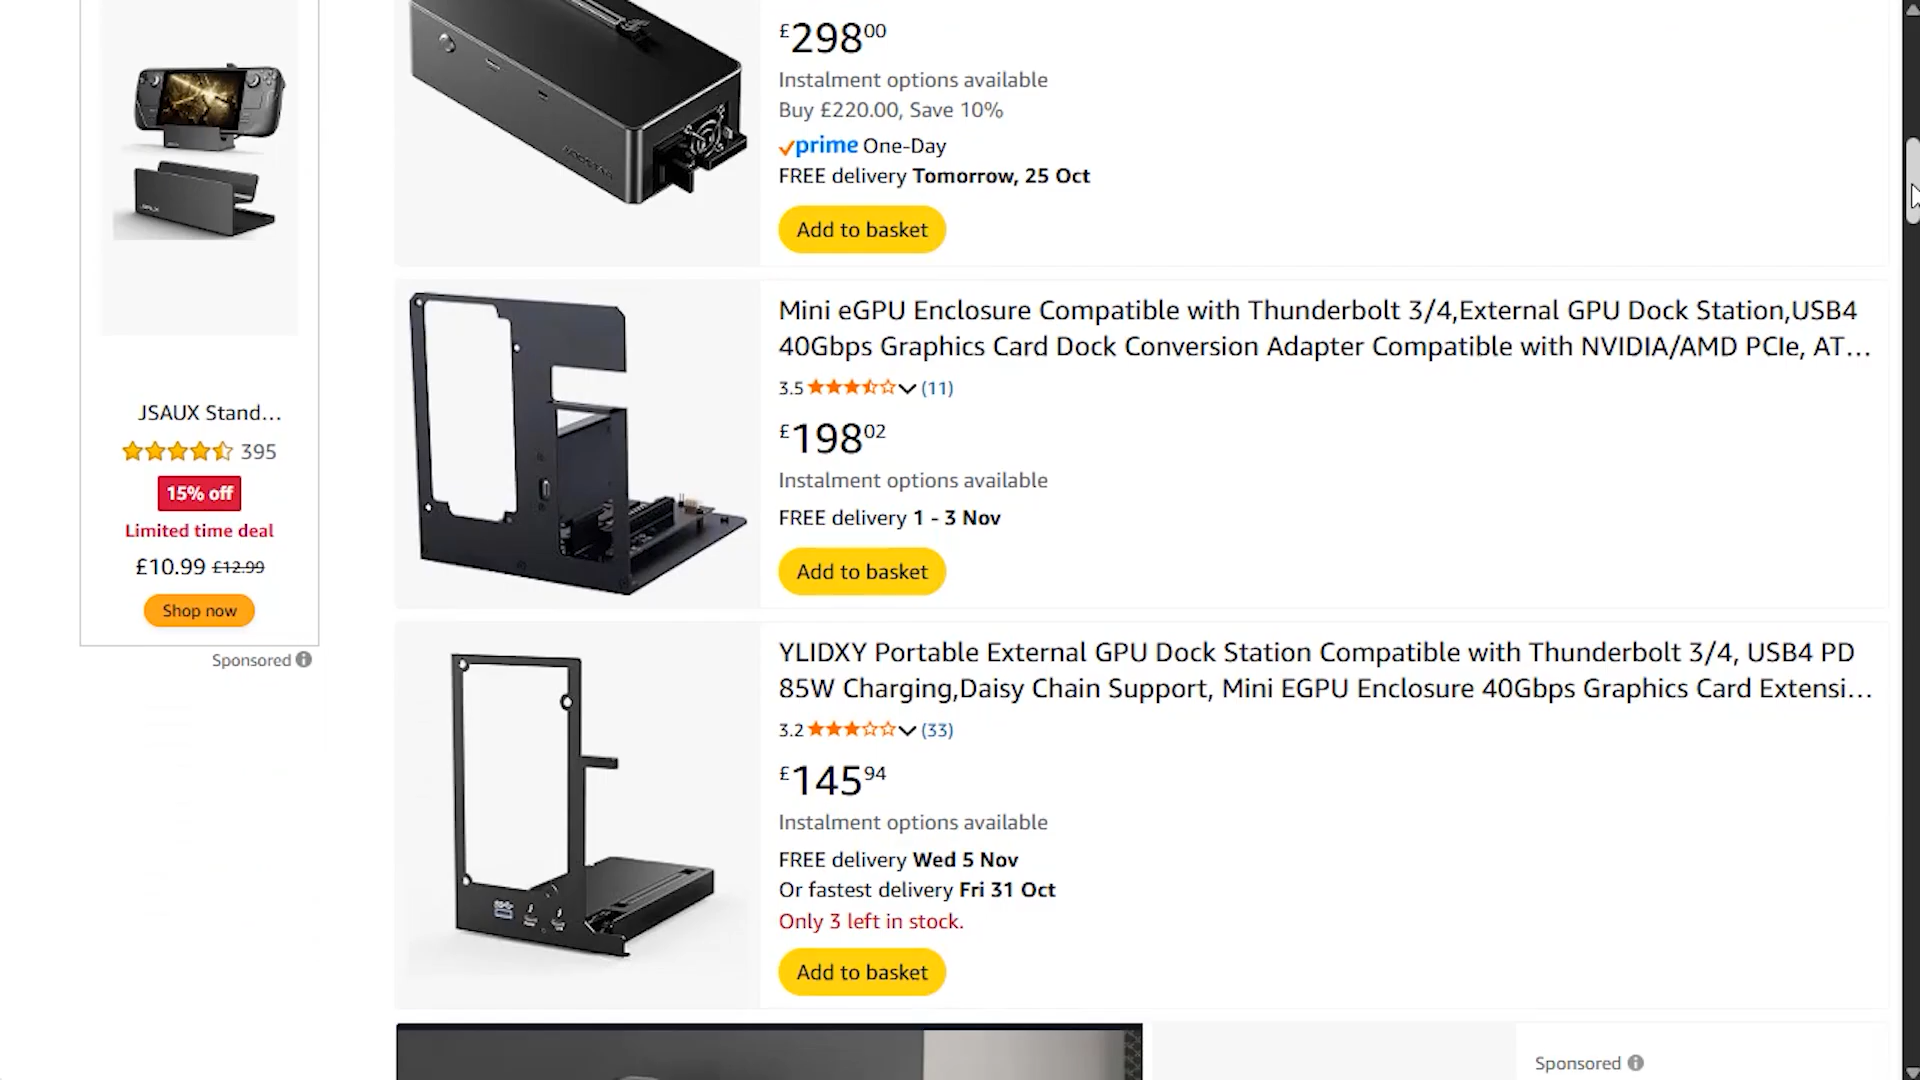 JSAUX Stand...
395
15% off
Limited time deal
£10.99 £12.99
Shop now
Sponsored
£298.00
Instalment options available
Buy £220.00, Save 10%
prime One-Day
FREE delivery Tomorrow, 25 Oct
Add to basket
Mini eGPU Enclosure Compatible with Thunderbolt 3/4,External GPU Dock Station,USB4
40Gbps Graphics Card Dock Conversion Adapter Compatible with NVIDIA/AMD PCIe, AT...
3.5 (11)
£198.02
Instalment options available
FREE delivery 1 - 3 Nov
Add to basket
YLIDXY Portable External GPU Dock Station Compatible with Thunderbolt 3/4, USB4 PD
85W Charging,Daisy Chain Support, Mini EGPU Enclosure 40Gbps Graphics Card Extensi...
3.2 (33)
£145.94
Instalment options available
FREE delivery Wed 5 Nov
Or fastest delivery Fri 31 Oct
Only 3 left in stock.
Add to basket
Sponsored